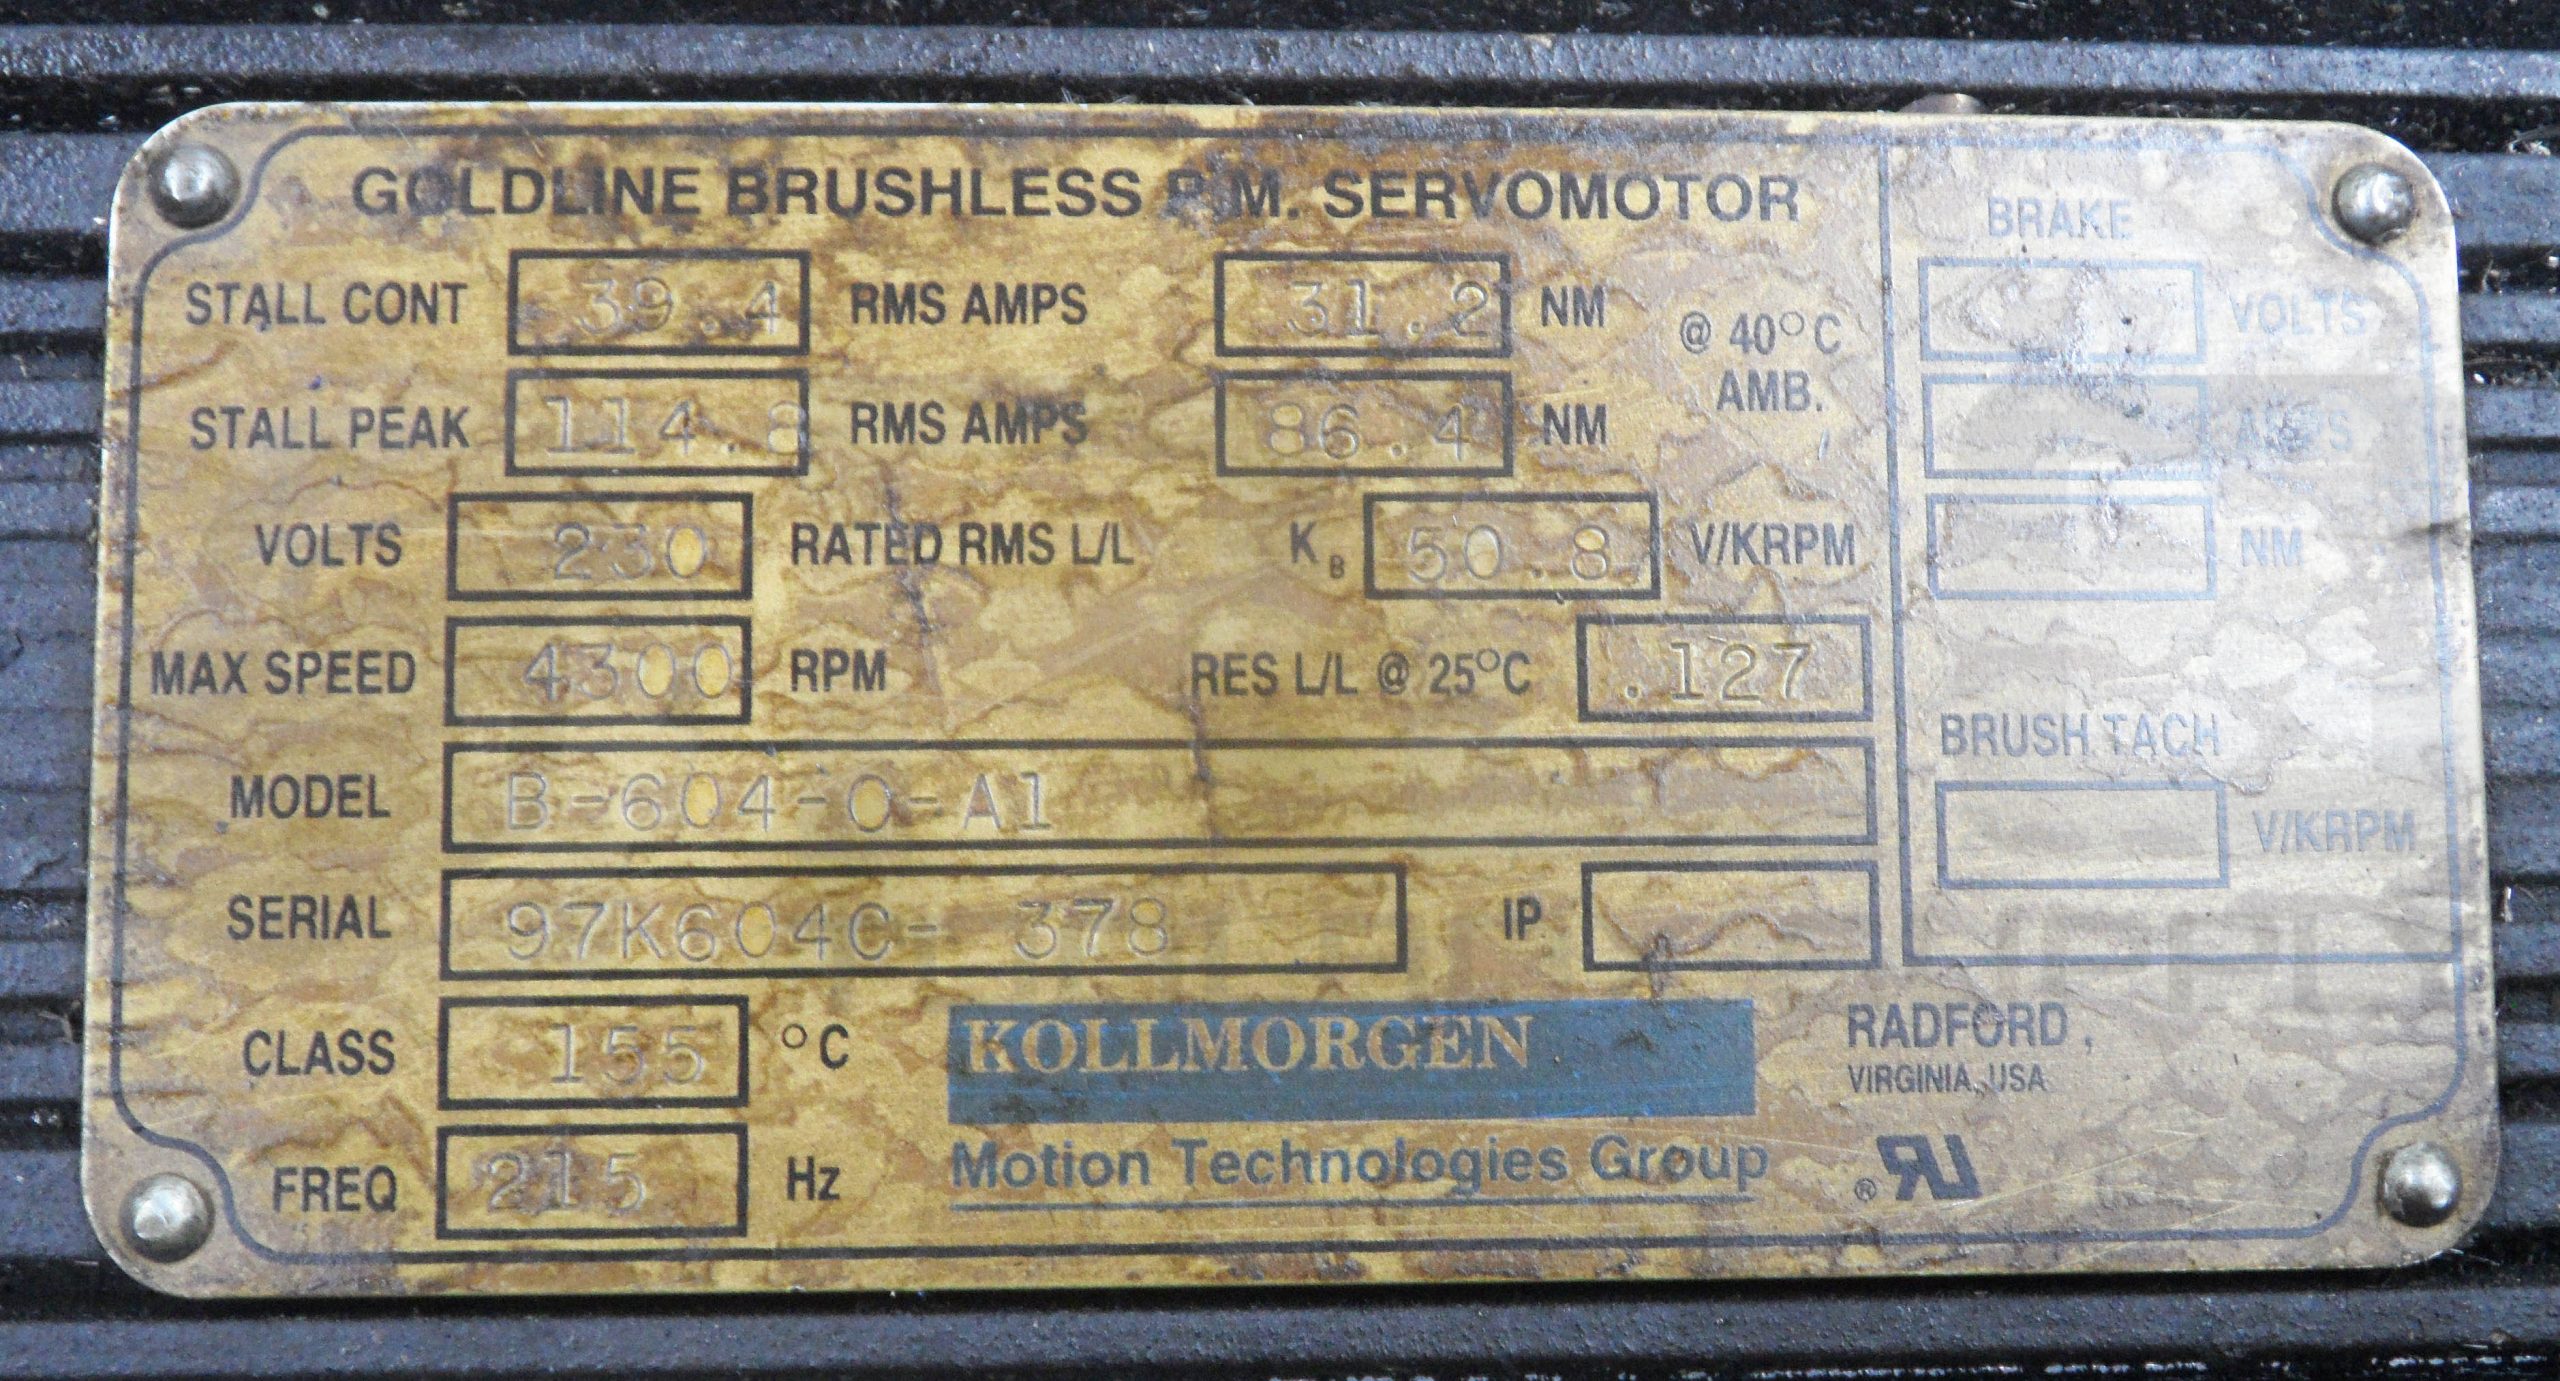 GOLDLINE BRUSHLESS P.M. SERVOMOTOR
STALL CONT 39.4 RMS AMPS 31.2 NM
@ 40°C
AMB.
STALL PEAK 114.8 RMS AMPS 86.4 NM
VOLTS 230 RATED RMS L/L KB 50.8 V/KRPM
MAX SPEED 4300 RPM RES L/L @ 25°C .127
MODEL B-604-O-A1
SERIAL 97K604C- 378 IP
CLASS 155 °C
FREQ 215 Hz
BRAKE
VOLTS
AMPS
NM
BRUSH TACH
V/KRPM
KOLLMORGEN
Motion Technologies Group
RADFORD,
VIRGINIA, USA
®